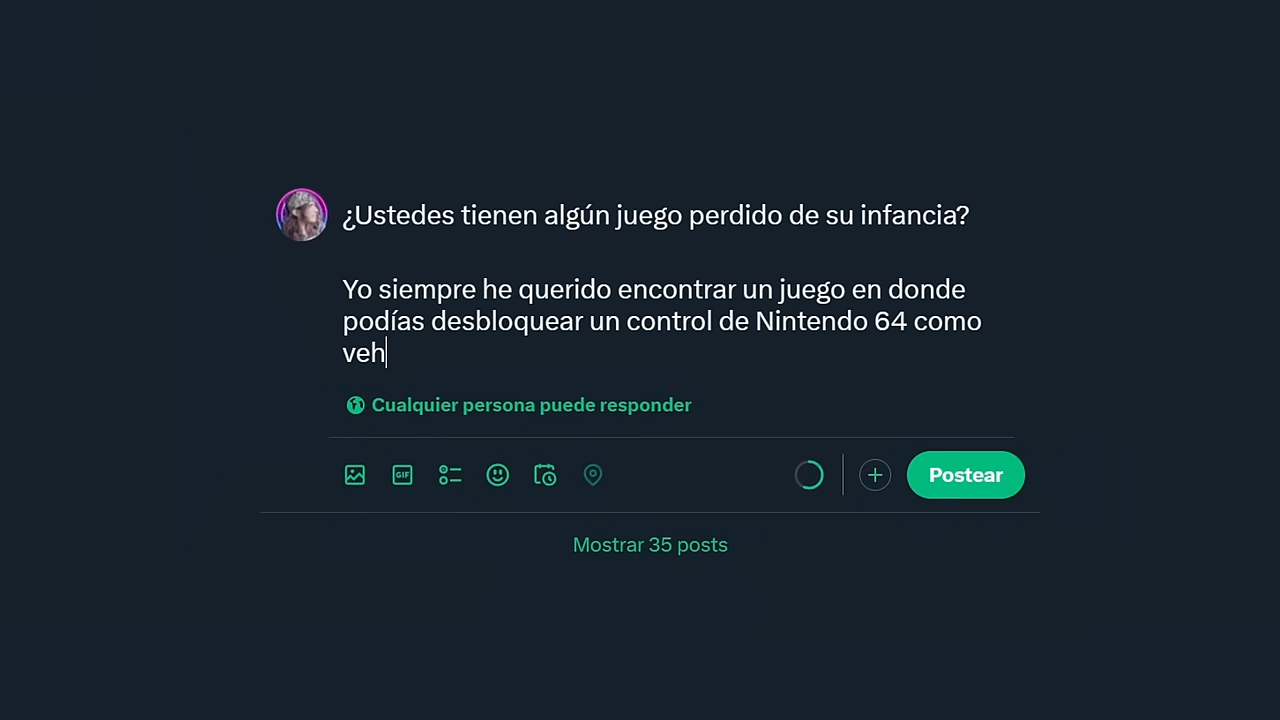 ¿Ustedes tienen algún juego perdido de su infancia?
Yo siempre he querido encontrar un juego en donde
podías desbloquear un control de Nintendo 64 como
veh
Cualquier persona puede responder
GIF
Postear
Mostrar 35 posts